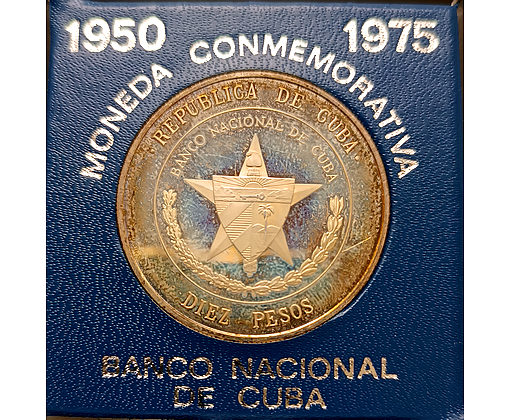 1950 1975
MONEDA CONMEMORATIVA
REPUBLICA DE CUBA
BANCO NACIONAL DE CUBA
DIEZ PESOS
BANCO NACIONAL
DE CUBA